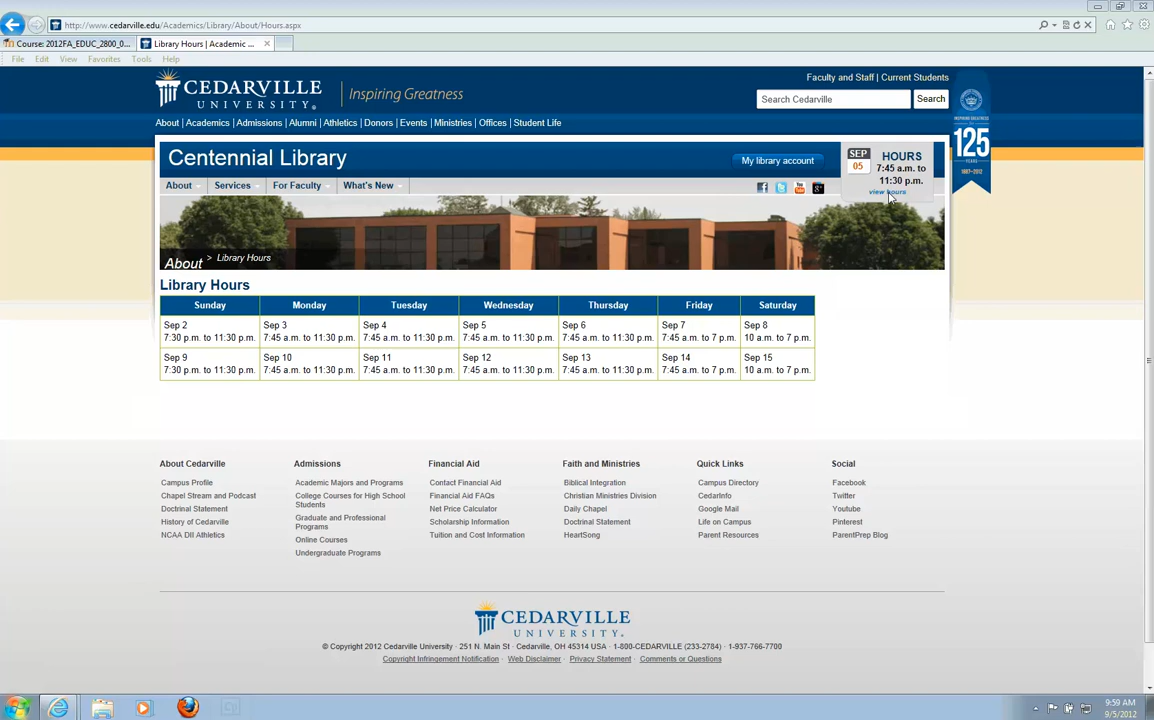 http://www.cedarville.edu/Academics/Library/About/Hours.aspx
Course: 2012FA_EDUC_2800_0...
Library Hours | Academic ...
File Edit View Favorites Tools Help
CEDARVILLE
UNIVERSITY
Inspiring Greatness
Faculty and Staff | Current Students
Search Cedarville
Search
About | Academics | Admissions | Alumni | Athletics | Donors | Events | Ministries | Offices | Student Life
INSPIRING GREATNESS
FOR
125
YEARS
1887-2012
Centennial Library
My library account
SEP
05
HOURS
7:45 a.m. to
11:30 p.m.
view hours
About Services For Faculty What's New
About > Library Hours
Library Hours
Sunday Monday Tuesday Wednesday Thursday Friday Saturday
Sep 2 Sep 3 Sep 4 Sep 5 Sep 6 Sep 7 Sep 8
7:30 p.m. to 11:30 p.m. 7:45 a.m. to 11:30 p.m. 7:45 a.m. to 11:30 p.m. 7:45 a.m. to 11:30 p.m. 7:45 a.m. to 11:30 p.m. 7:45 a.m. to 7 p.m. 10 a.m. to 7 p.m.
Sep 9 Sep 10 Sep 11 Sep 12 Sep 13 Sep 14 Sep 15
7:30 p.m. to 11:30 p.m. 7:45 a.m. to 11:30 p.m. 7:45 a.m. to 11:30 p.m. 7:45 a.m. to 11:30 p.m. 7:45 a.m. to 11:30 p.m. 7:45 a.m. to 7 p.m. 10 a.m. to 7 p.m.
About Cedarville
Campus Profile
Chapel Stream and Podcast
Doctrinal Statement
History of Cedarville
NCAA DII Athletics
Admissions
Academic Majors and Programs
College Courses for High School
Students
Graduate and Professional
Programs
Online Courses
Undergraduate Programs
Financial Aid
Contact Financial Aid
Financial Aid FAQs
Net Price Calculator
Scholarship Information
Tuition and Cost Information
Faith and Ministries
Biblical Integration
Christian Ministries Division
Daily Chapel
Doctrinal Statement
HeartSong
Quick Links
Campus Directory
CedarInfo
Google Mail
Life on Campus
Parent Resources
Social
Facebook
Twitter
Youtube
Pinterest
ParentPrep Blog
CEDARVILLE
UNIVERSITY
© Copyright 2012 Cedarville University · 251 N. Main St · Cedarville, OH 45314 USA · 1-800-CEDARVILLE (233-2784) · 1-937-766-7700
Copyright Infringement Notification · Web Disclaimer · Privacy Statement · Comments or Questions
9:59 AM
9/5/2012